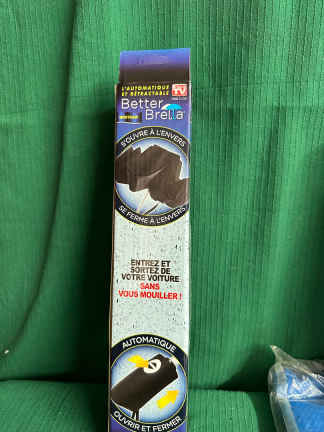 L'AUTOMATIQUE
ET RÉTRACTABLE
TV
Better
Brella
S'OUVRE À L'ENVERS
SE FERME À L'ENVERS
ENTREZ ET
SORTEZ DE
VOTRE VOITURE
SANS
VOUS MOUILLER !
AUTOMATIQUE
OUVRIR ET FERMER